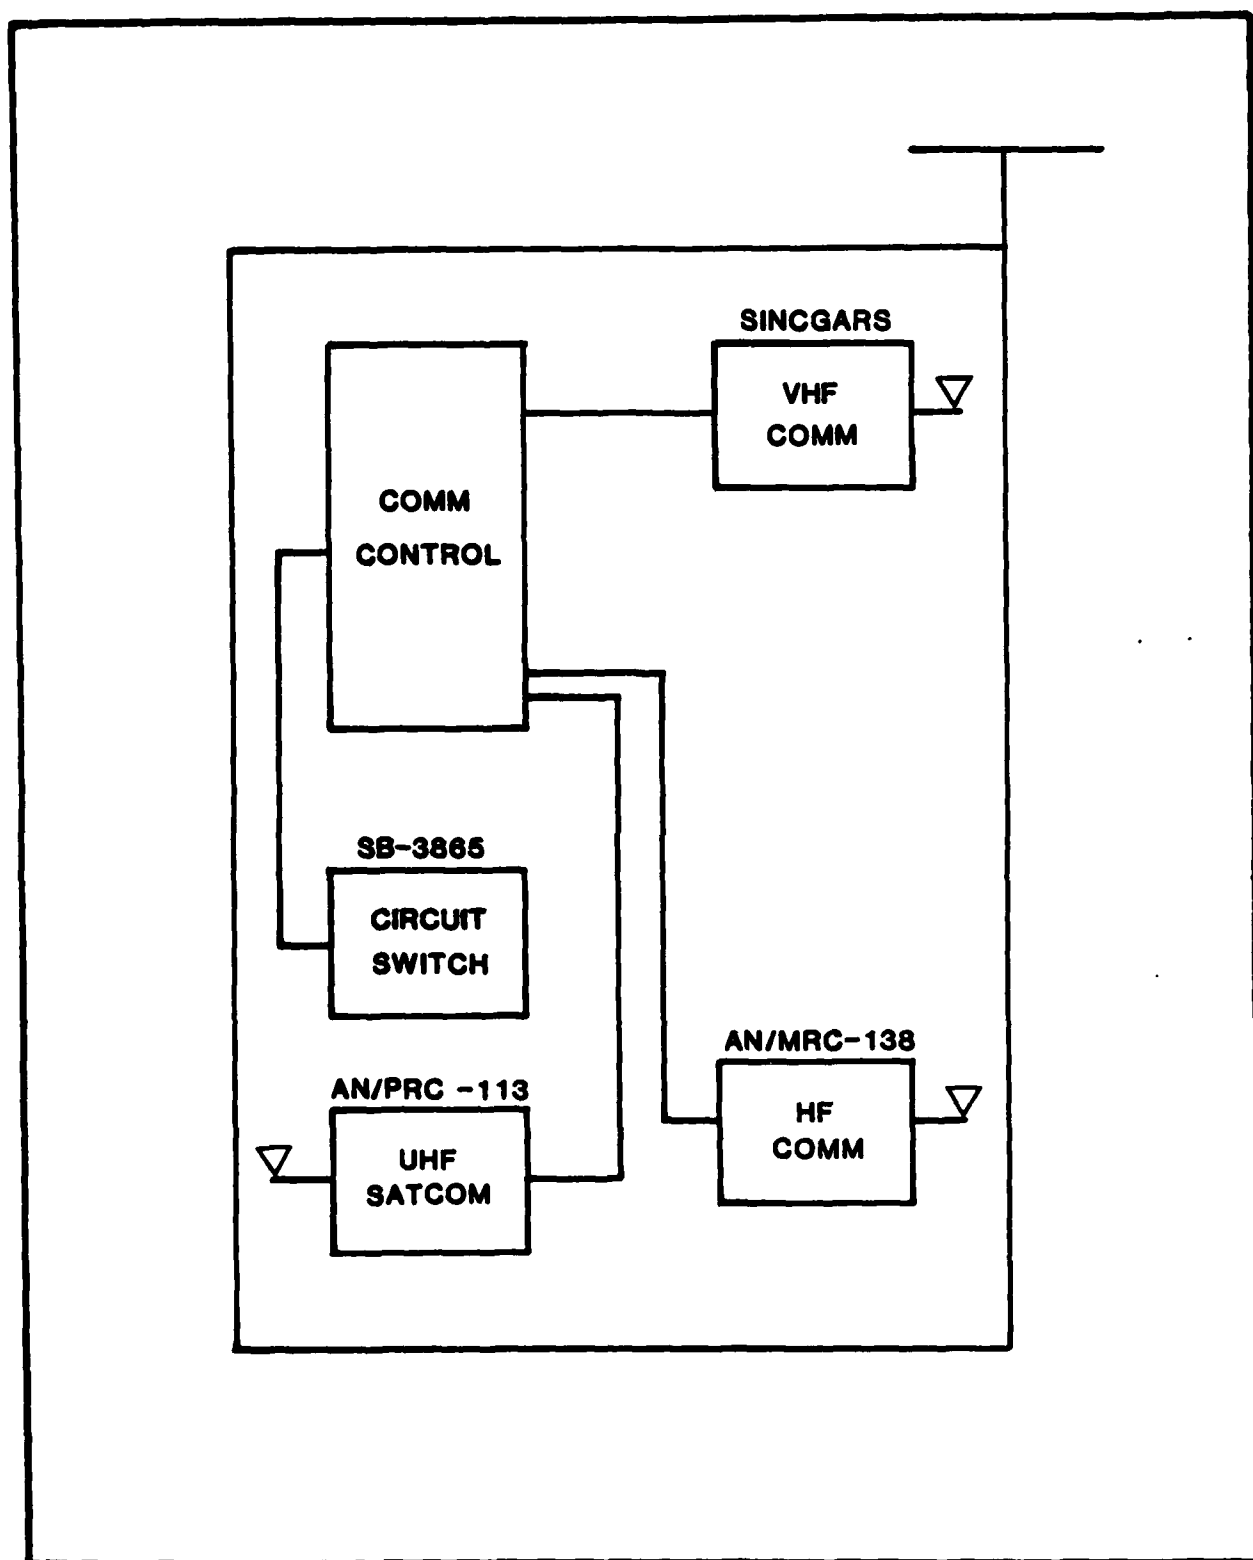 SINCGARS
VHF
COMM
COMM
CONTROL
SB-3865
CIRCUIT
SWITCH
AN/MRC-138
HF
COMM
AN/PRC -113
UHF
SATCOM